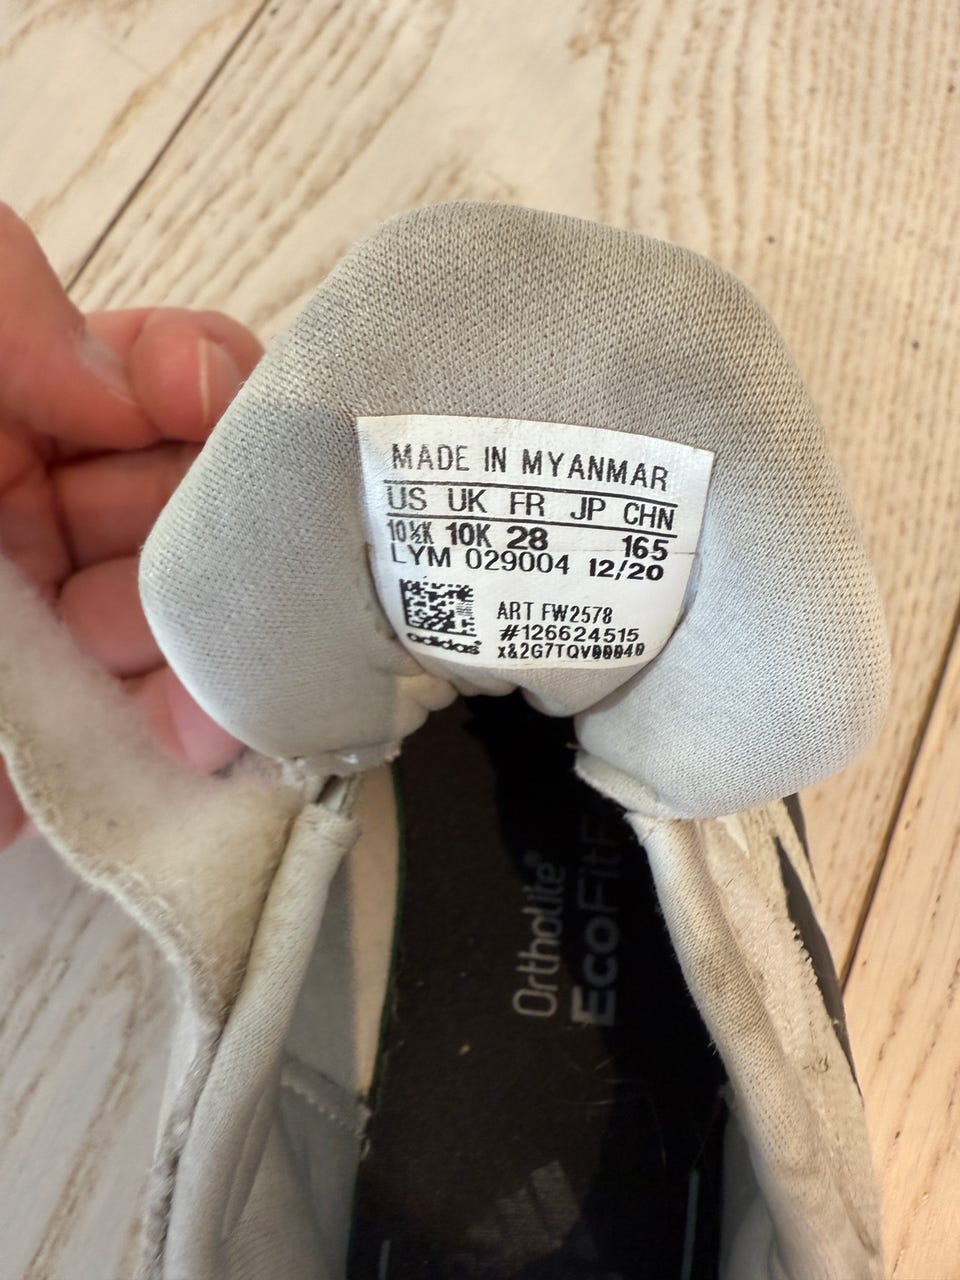 MADE IN MYANMAR
US UK FR JP CHN
10½K 10K 28 165
LYM 029004 12/20
ART FW2578
#126624515
adidas
Ortholite®
EcoFit